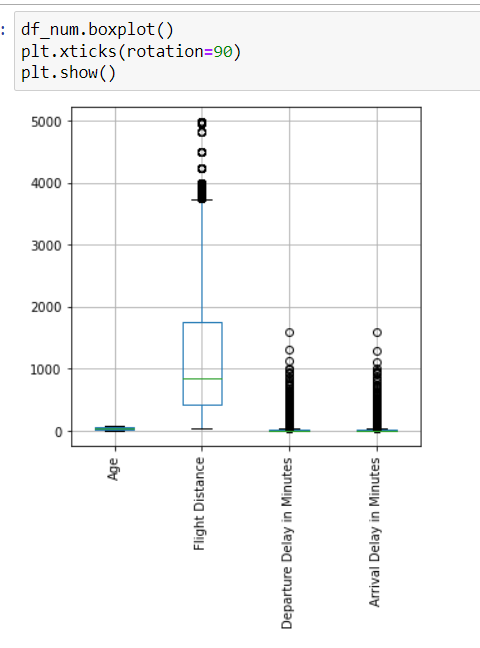 :
df_num.boxplot()
plt.xticks(rotation=90)
plt.show()
5000
4000
3000
2000
1000
0
Age
Flight Distance
Departure Delay in Minutes
Arrival Delay in Minutes